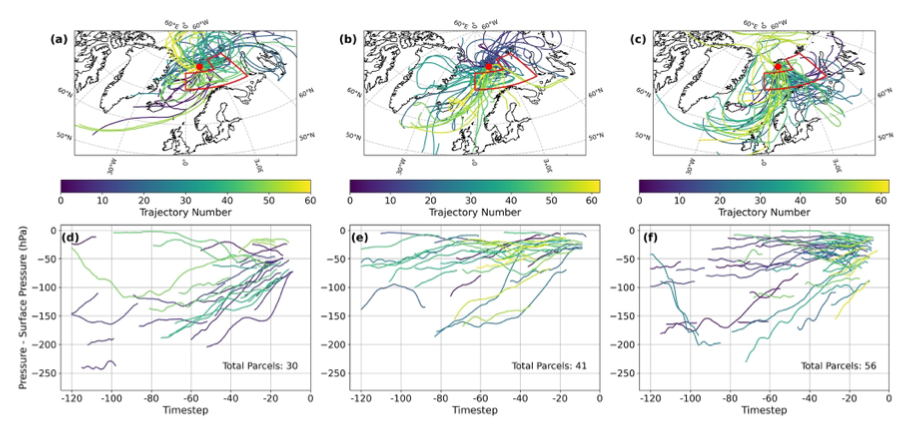 60°E 0° 60°W
60°E 0° 60°W
60°E 0° 60°W
(a)
(b)
(c)
60°N
60°N
60°N
60°N
60°N
60°N
50°N
50°N
50°N
50°N
50°N
50°N
30°W
0°
30°E
30°W
0°
30°E
30°W
0°
30°E
0 10 20 30 40 50 60
0 10 20 30 40 50 60
0 10 20 30 40 50 60
Trajectory Number
Trajectory Number
Trajectory Number
Pressure - Surface Pressure (hPa)
(d)
(e)
(f)
0
−50
−100
−150
−200
−250
0
−50
−100
−150
−200
−250
0
−50
−100
−150
−200
−250
Total Parcels: 30
Total Parcels: 41
Total Parcels: 56
-120 -100 -80 -60 -40 -20 0
-120 -100 -80 -60 -40 -20 0
-120 -100 -80 -60 -40 -20 0
Timestep
Timestep
Timestep